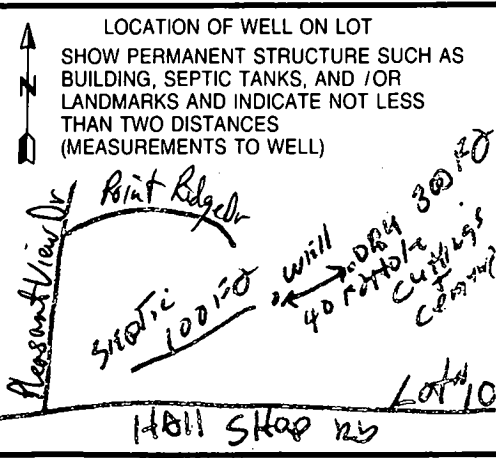 LOCATION OF WELL ON LOT
SHOW PERMANENT STRUCTURE SUCH AS
BUILDING, SEPTIC TANKS, AND /OR
LANDMARKS AND INDICATE NOT LESS
THAN TWO DISTANCES
(MEASUREMENTS TO WELL)
N
Point Ridge Dr
Pleasant View Dr
Septic
100 FT
well
40 FT
DRY 300 FT
Hole
Cuttings
Cement
Lot# 10
HAll SHOP RD